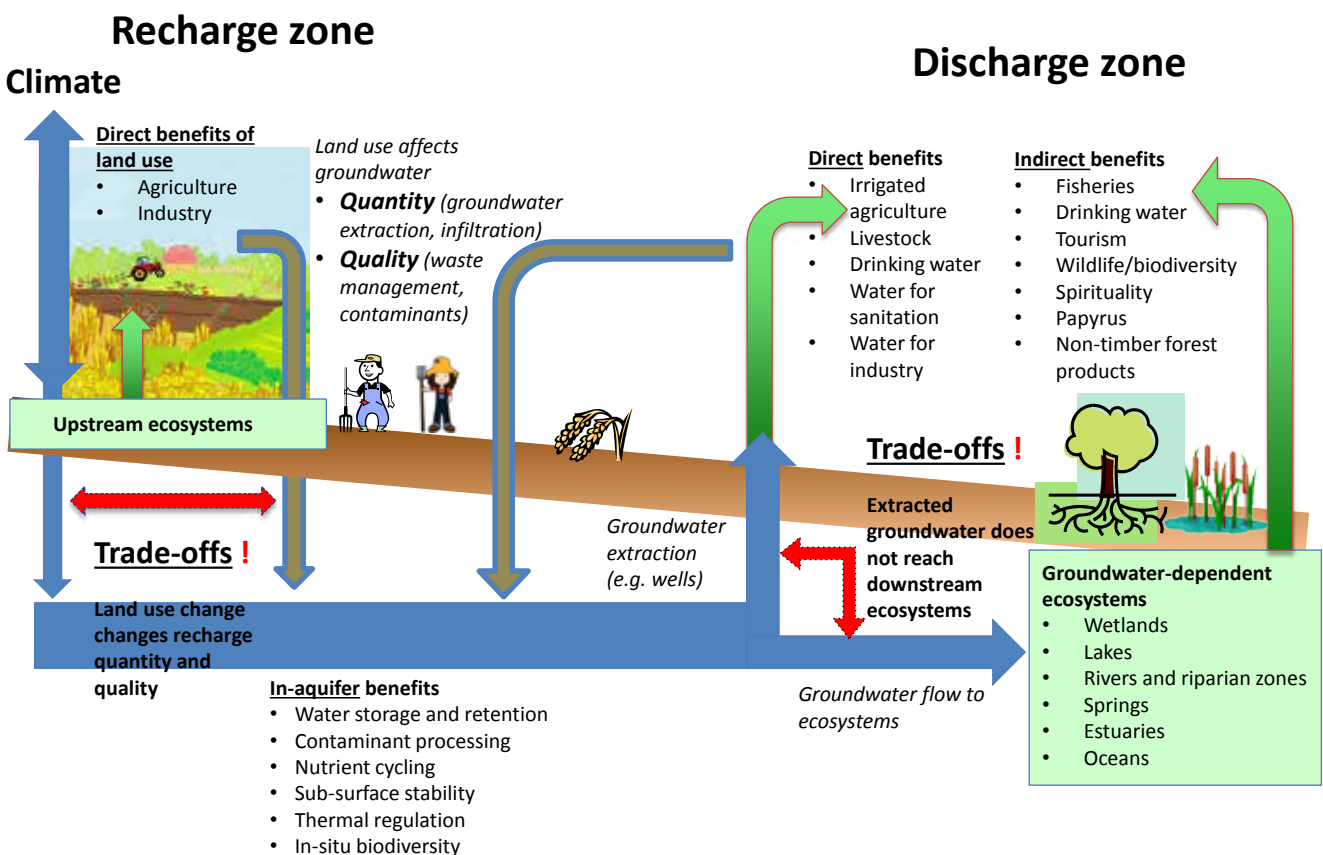 Recharge zone
Discharge zone
Climate
Direct benefits of
land use
• Agriculture
• Industry
Land use affects
groundwater
• Quantity (groundwater
extraction, infiltration)
• Quality (waste
management,
contaminants)
Direct benefits
• Irrigated
agriculture
• Livestock
• Drinking water
• Water for
sanitation
• Water for
industry
Indirect benefits
• Fisheries
• Drinking water
• Tourism
• Wildlife/biodiversity
• Spirituality
• Papyrus
• Non-timber forest
products
Upstream ecosystems
Trade-offs !
Land use change
changes recharge
quantity and
quality
Groundwater
extraction
(e.g. wells)
Trade-offs !
Extracted
groundwater does
not reach
downstream
ecosystems
Groundwater-dependent
ecosystems
• Wetlands
• Lakes
• Rivers and riparian zones
• Springs
• Estuaries
• Oceans
Groundwater flow to
ecosystems
In-aquifer benefits
• Water storage and retention
• Contaminant processing
• Nutrient cycling
• Sub-surface stability
• Thermal regulation
• In-situ biodiversity